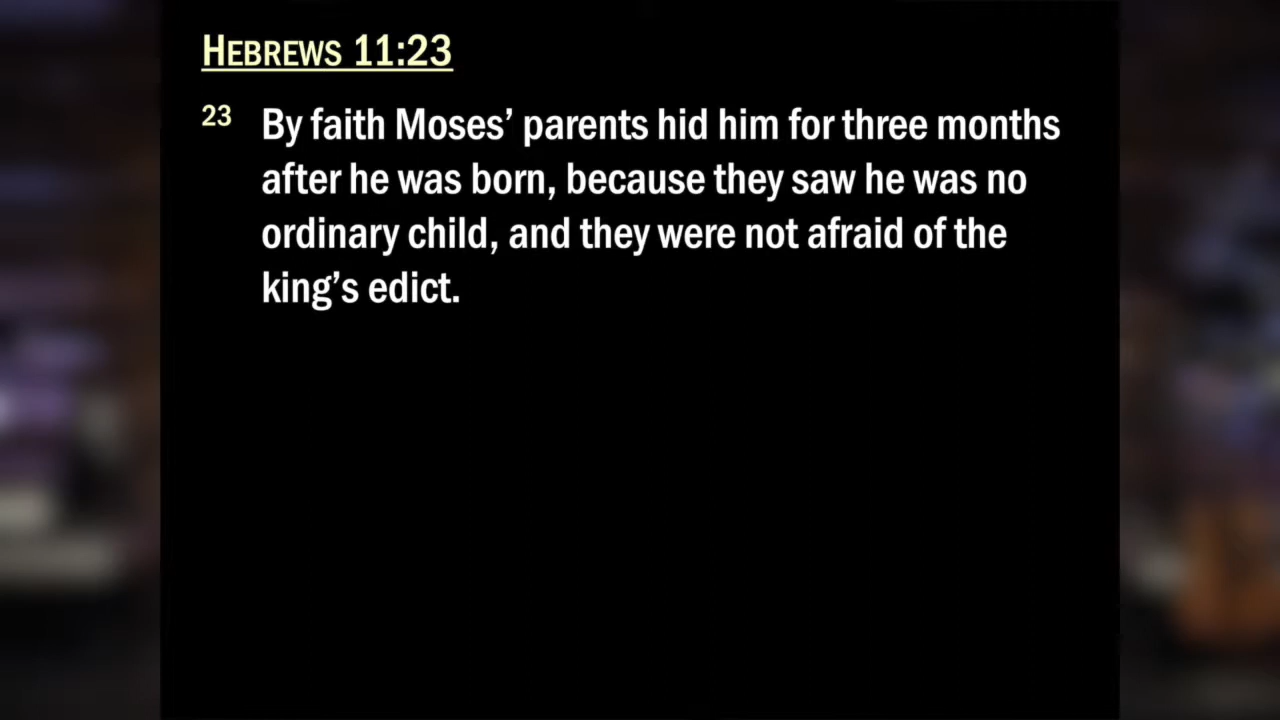 HEBREWS 11:23
23 By faith Moses’ parents hid him for three months
after he was born, because they saw he was no
ordinary child, and they were not afraid of the
king’s edict.